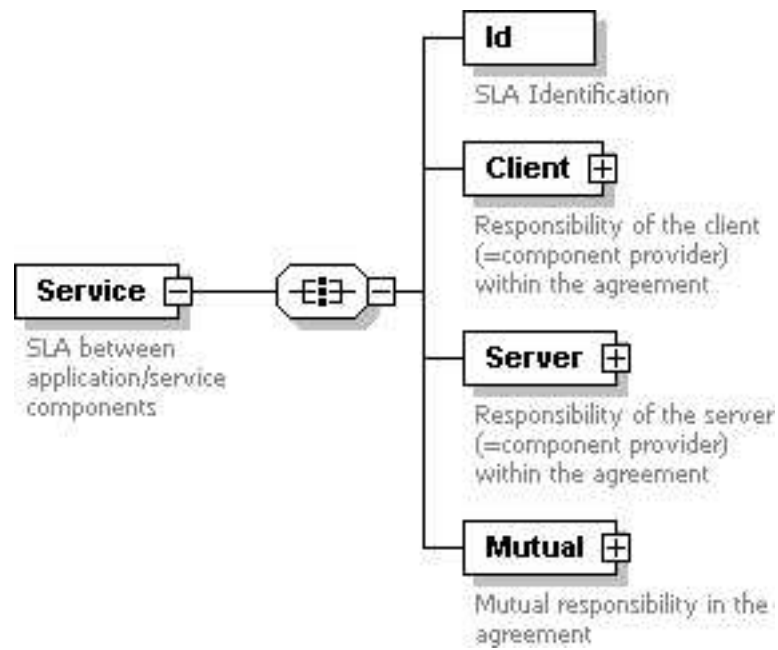 Id
SLA Identification
Client
Responsibility of the client
(=component provider)
within the agreement
Service
SLA between
application/service
components
Server
Responsibility of the server
(=component provider)
within the agreement
Mutual
Mutual responsibility in the
agreement